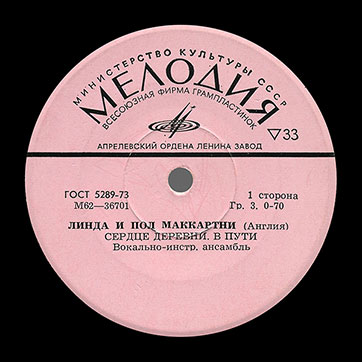 МИНИСТЕРСТВО КУЛЬТУРЫ СССР
МЕЛОДИЯ
ВСЕСОЮЗНАЯ ФИРМА ГРАМПЛАСТИНОК
▽33
АПРЕЛЕВСКИЙ ОРДЕНА ЛЕНИНА ЗАВОД
ГОСТ 5289-73
М62—36701
1 сторона
Гр. 3, 0-70
ЛИНДА И ПОЛ МАККАРТНИ (Англия)
СЕРДЦЕ ДЕРЕВНИ, В ПУТИ
Вокально-инстр. ансамбль